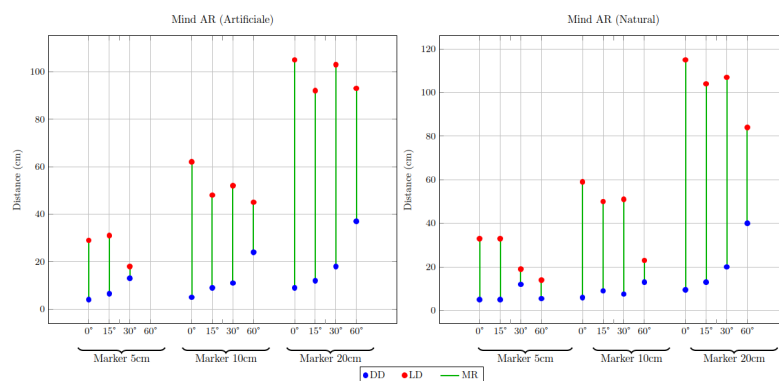 Mind AR (Artificiale)
Distance (cm)
100
80
60
40
20
0
0° 15° 30° 60° 0° 15° 30° 60° 0° 15° 30° 60°
Marker 5cm Marker 10cm Marker 20cm
Mind AR (Natural)
Distance (cm)
120
100
80
60
40
20
0
0° 15° 30° 60° 0° 15° 30° 60° 0° 15° 30° 60°
Marker 5cm Marker 10cm Marker 20cm
DD LD MR